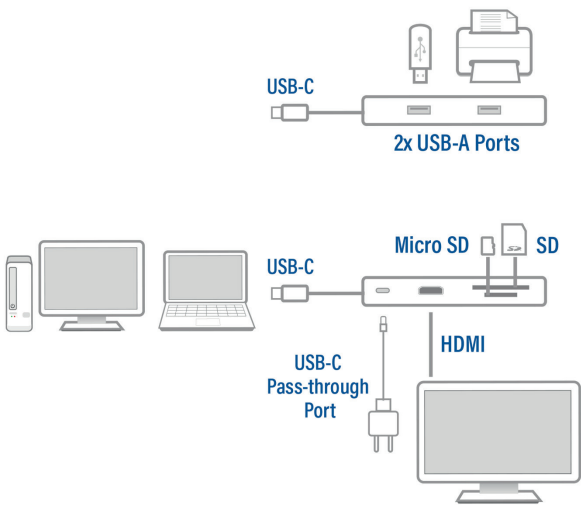 USB-C
2x USB-A Ports
Micro SD
SD
USB-C
HDMI
USB-C
Pass-through
Port